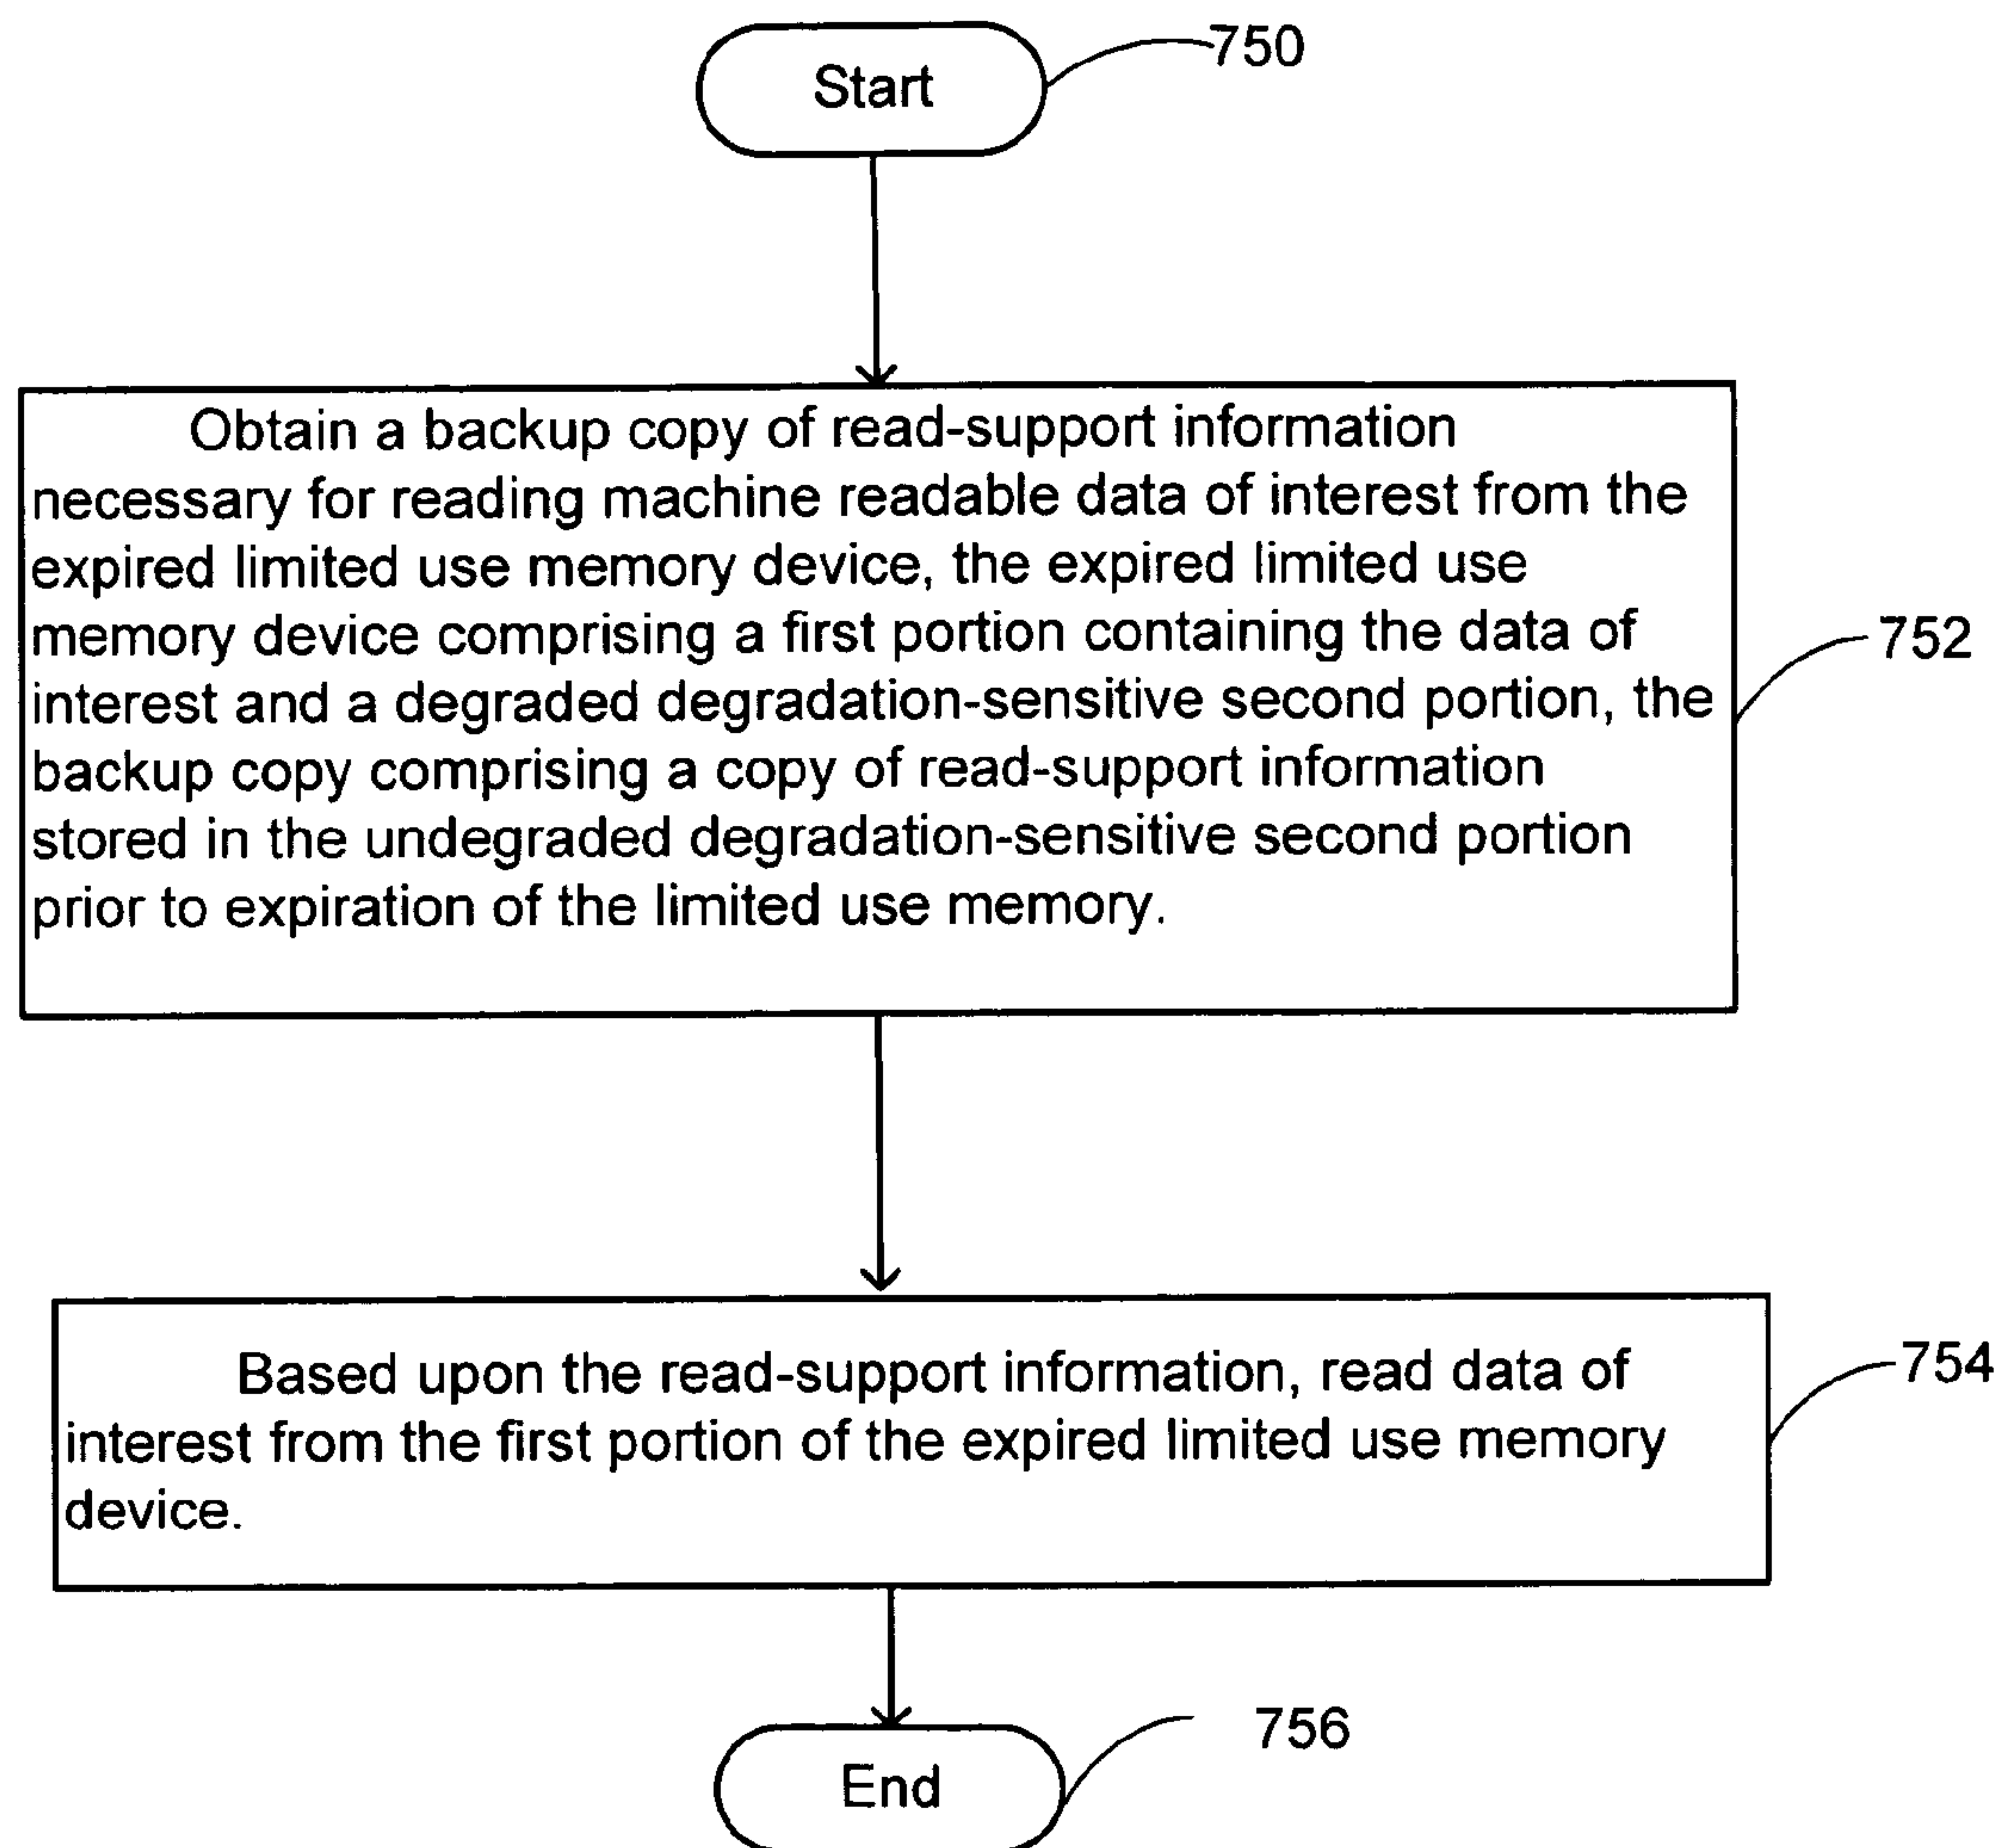 Start
750
Obtain a backup copy of read-support information
necessary for reading machine readable data of interest from the
expired limited use memory device, the expired limited use
memory device comprising a first portion containing the data of
interest and a degraded degradation-sensitive second portion, the
backup copy comprising a copy of read-support information
stored in the undegraded degradation-sensitive second portion
prior to expiration of the limited use memory.
752
Based upon the read-support information, read data of
interest from the first portion of the expired limited use memory
device.
754
End
756